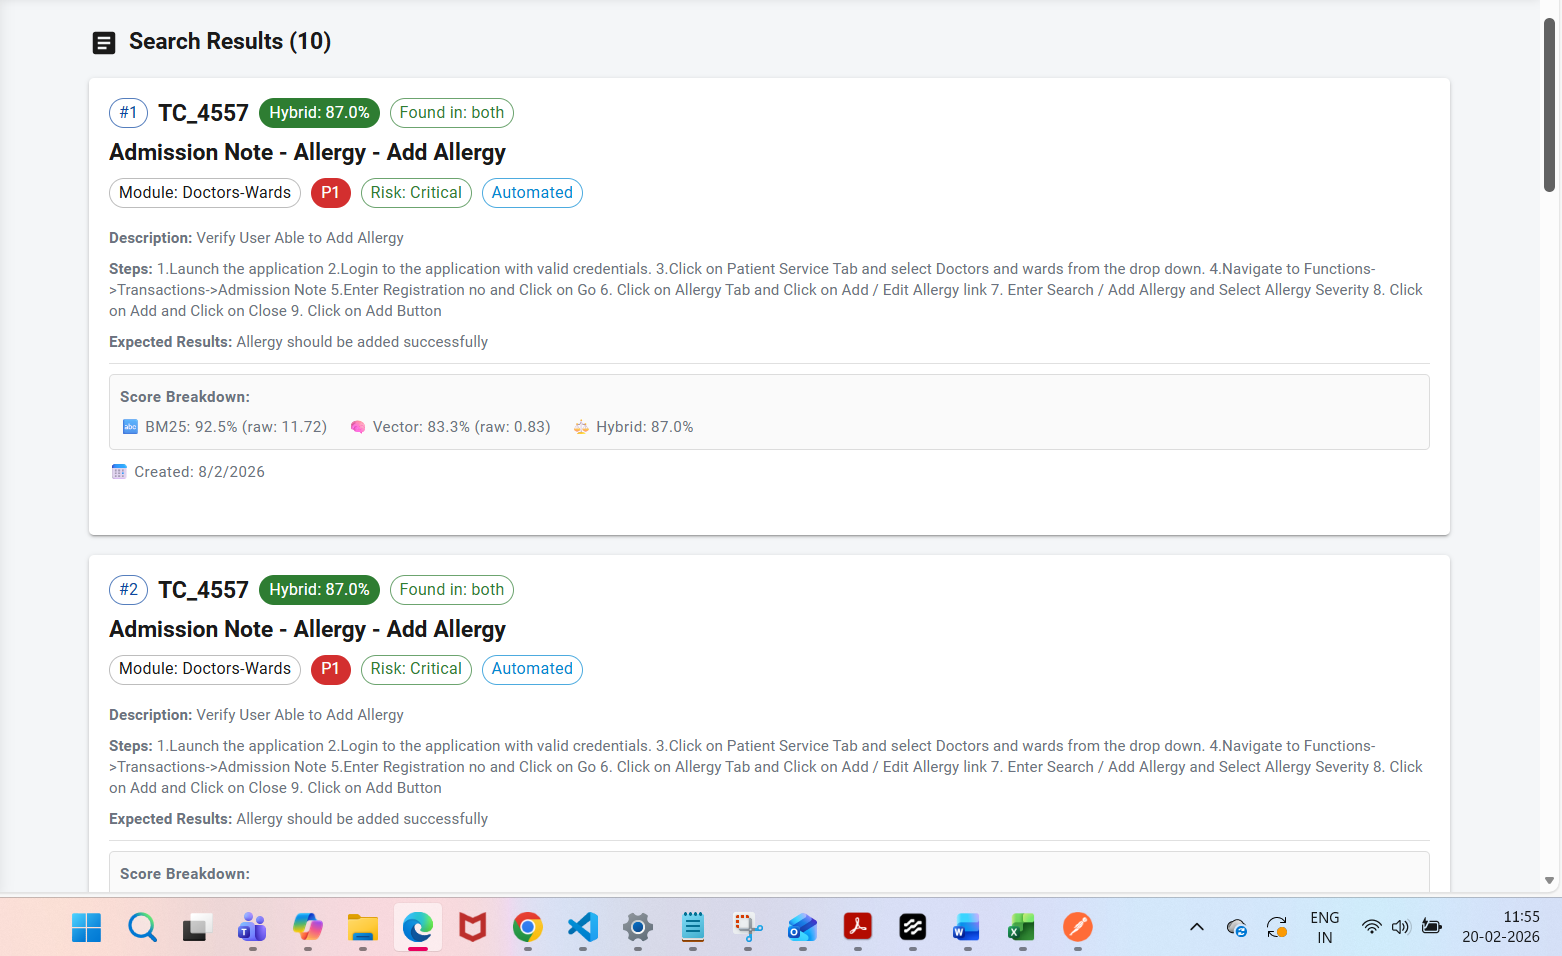 Search Results (10)
#1 TC_4557 Hybrid: 87.0% Found in: both
Admission Note - Allergy - Add Allergy
Module: Doctors-Wards P1 Risk: Critical Automated
Description: Verify User Able to Add Allergy
Steps: 1.Launch the application 2.Login to the application with valid credentials. 3.Click on Patient Service Tab and select Doctors and wards from the drop down. 4.Navigate to Functions-
>Transactions->Admission Note 5.Enter Registration no and Click on Go 6. Click on Allergy Tab and Click on Add / Edit Allergy link 7. Enter Search / Add Allergy and Select Allergy Severity 8. Click
on Add and Click on Close 9. Click on Add Button
Expected Results: Allergy should be added successfully
Score Breakdown:
abc BM25: 92.5% (raw: 11.72) Vector: 83.3% (raw: 0.83) Hybrid: 87.0%
Created: 8/2/2026
#2 TC_4557 Hybrid: 87.0% Found in: both
Admission Note - Allergy - Add Allergy
Module: Doctors-Wards P1 Risk: Critical Automated
Description: Verify User Able to Add Allergy
Steps: 1.Launch the application 2.Login to the application with valid credentials. 3.Click on Patient Service Tab and select Doctors and wards from the drop down. 4.Navigate to Functions-
>Transactions->Admission Note 5.Enter Registration no and Click on Go 6. Click on Allergy Tab and Click on Add / Edit Allergy link 7. Enter Search / Add Allergy and Select Allergy Severity 8. Click
on Add and Click on Close 9. Click on Add Button
Expected Results: Allergy should be added successfully
Score Breakdown:
ENG 11:55
IN 20-02-2026